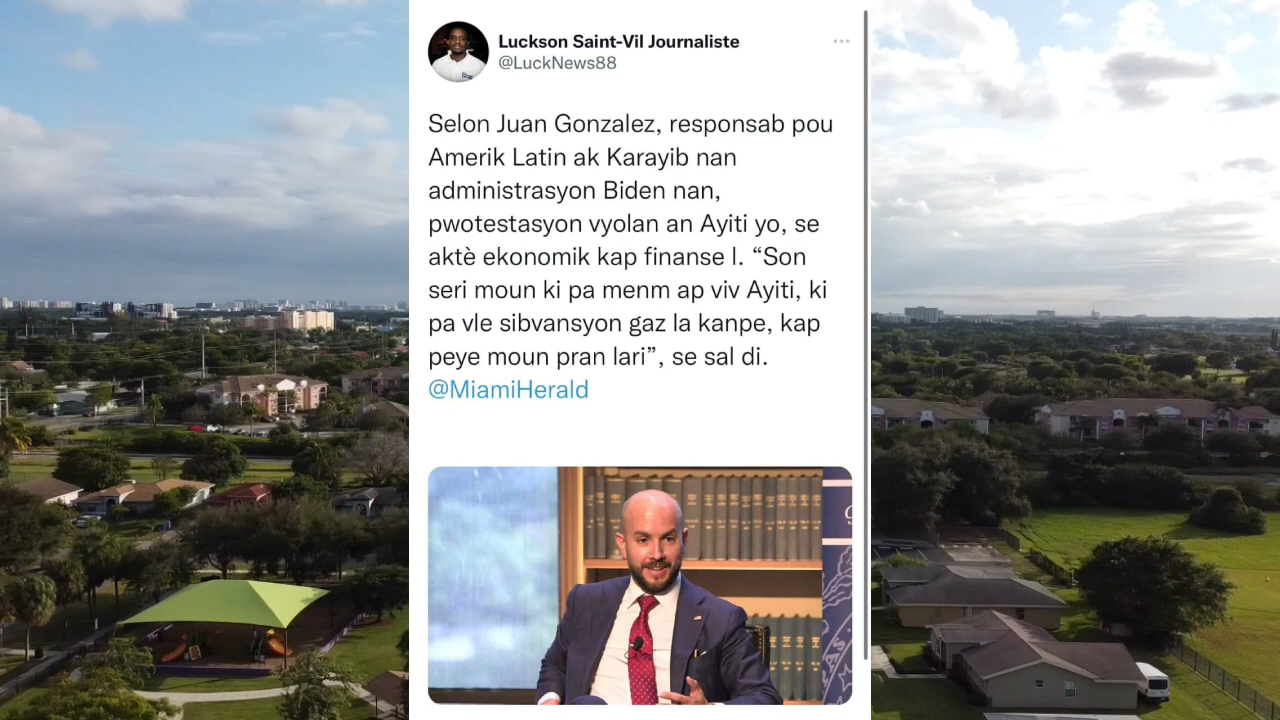 Luckson Saint-Vil Journaliste
@LuckNews88
Selon Juan Gonzalez, responsab pou
Amerik Latin ak Karayib nan
administrasyon Biden nan,
pwotestasyon vyolan an Ayiti yo, se
aktè ekonomik kap finanse l. “Son
seri moun ki pa menm ap viv Ayiti, ki
pa vle sibvansyon gaz la kanpe, kap
peye moun pran lari”, se sal di.
@MiamiHerald